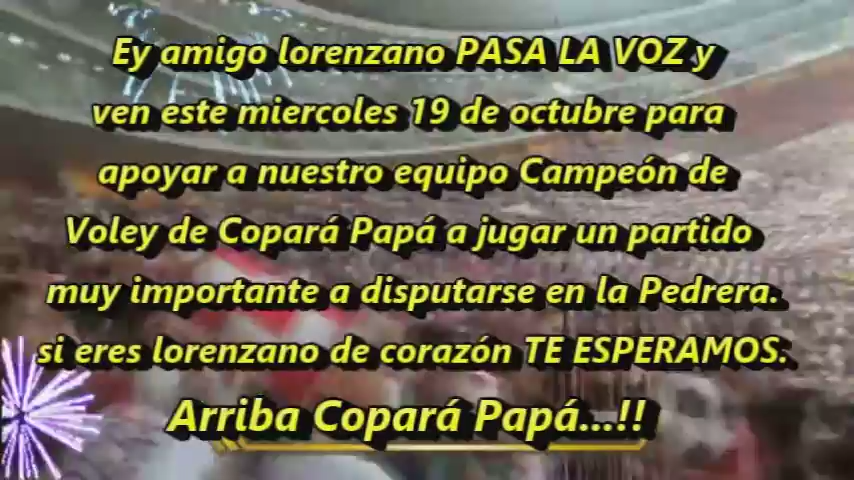 Ey amigo lorenzano PASA LA VOZ y
ven este miercoles 19 de octubre para
apoyar a nuestro equipo Campeón de
Voley de Copará Papá a jugar un partido
muy importante a disputarse en la Pedrera.
si eres lorenzano de corazón TE ESPERAMOS.
Arriba Copará Papá...!!